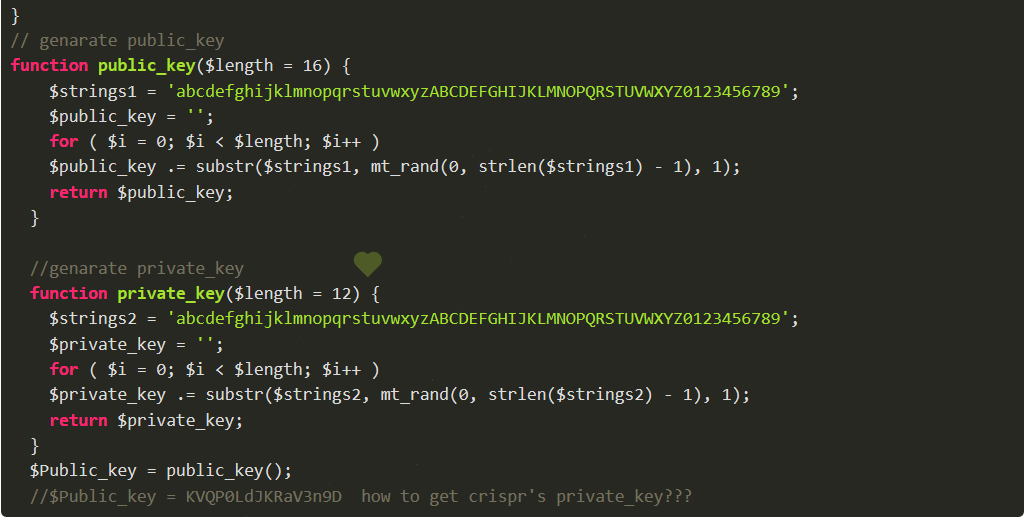 }
// genarate public_key
function public_key($length = 16) {
$strings1 = 'abcdefghijklmnopqrstuvwxyzABCDEFGHIJKLMNOPQRSTUVWXYZ0123456789';
$public_key = '';
for ( $i = 0; $i < $length; $i++ )
$public_key .= substr($strings1, mt_rand(0, strlen($strings1) - 1), 1);
return $public_key;
}
//genarate private_key
function private_key($length = 12) {
$strings2 = 'abcdefghijklmnopqrstuvwxyzABCDEFGHIJKLMNOPQRSTUVWXYZ0123456789';
$private_key = '';
for ( $i = 0; $i < $length; $i++ )
$private_key .= substr($strings2, mt_rand(0, strlen($strings2) - 1), 1);
return $private_key;
}
$Public_key = public_key();
//$Public_key = KVQP0LdJKRaV3n9D  how to get crispr's private_key???